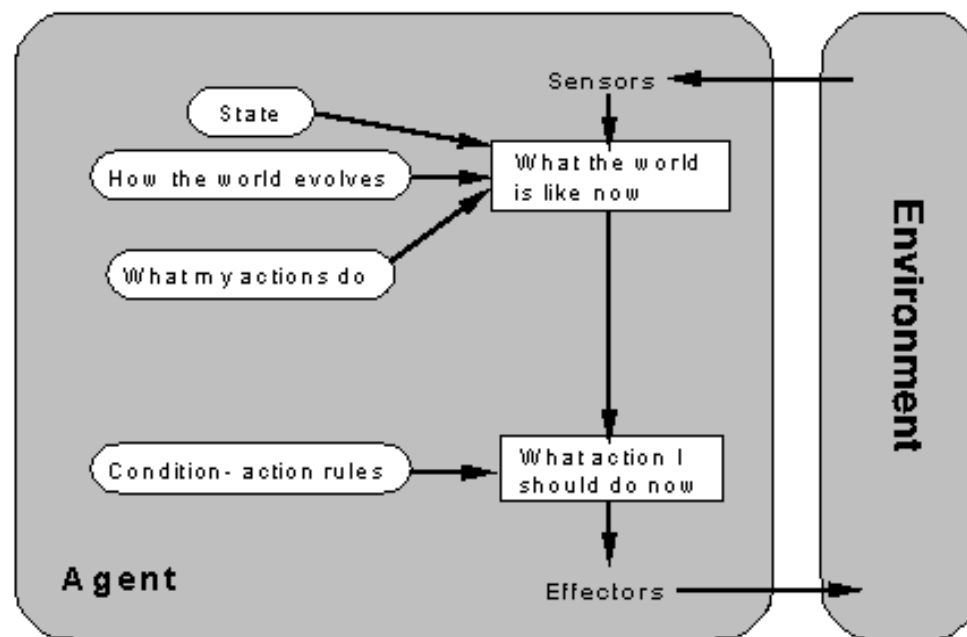 Sensors
State
What the world
is like now
How the world evolves
What my actions do
Environment
Condition-action rules
What action I
should do now
Agent
Effectors